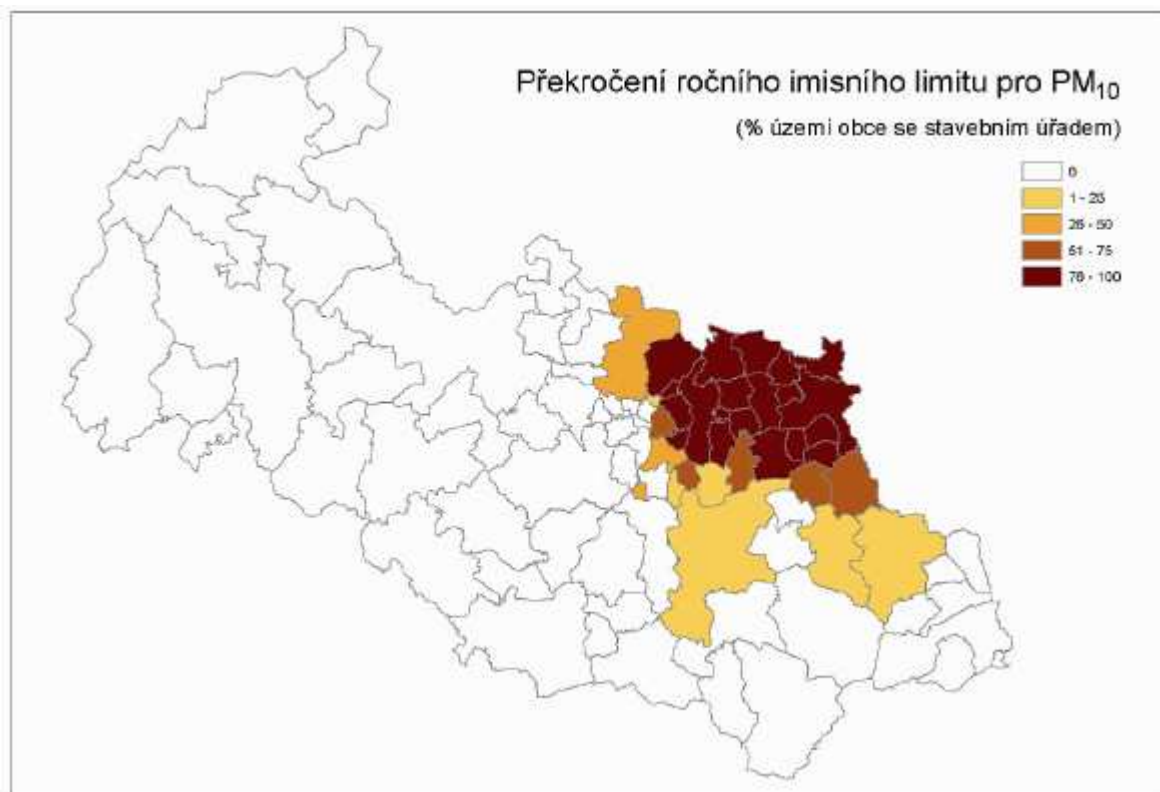 Překročení ročního imisního limitu pro PM₁₀
(% území obce se stavebním úřadem)
0
1 - 25
26 - 50
51 - 75
76 - 100